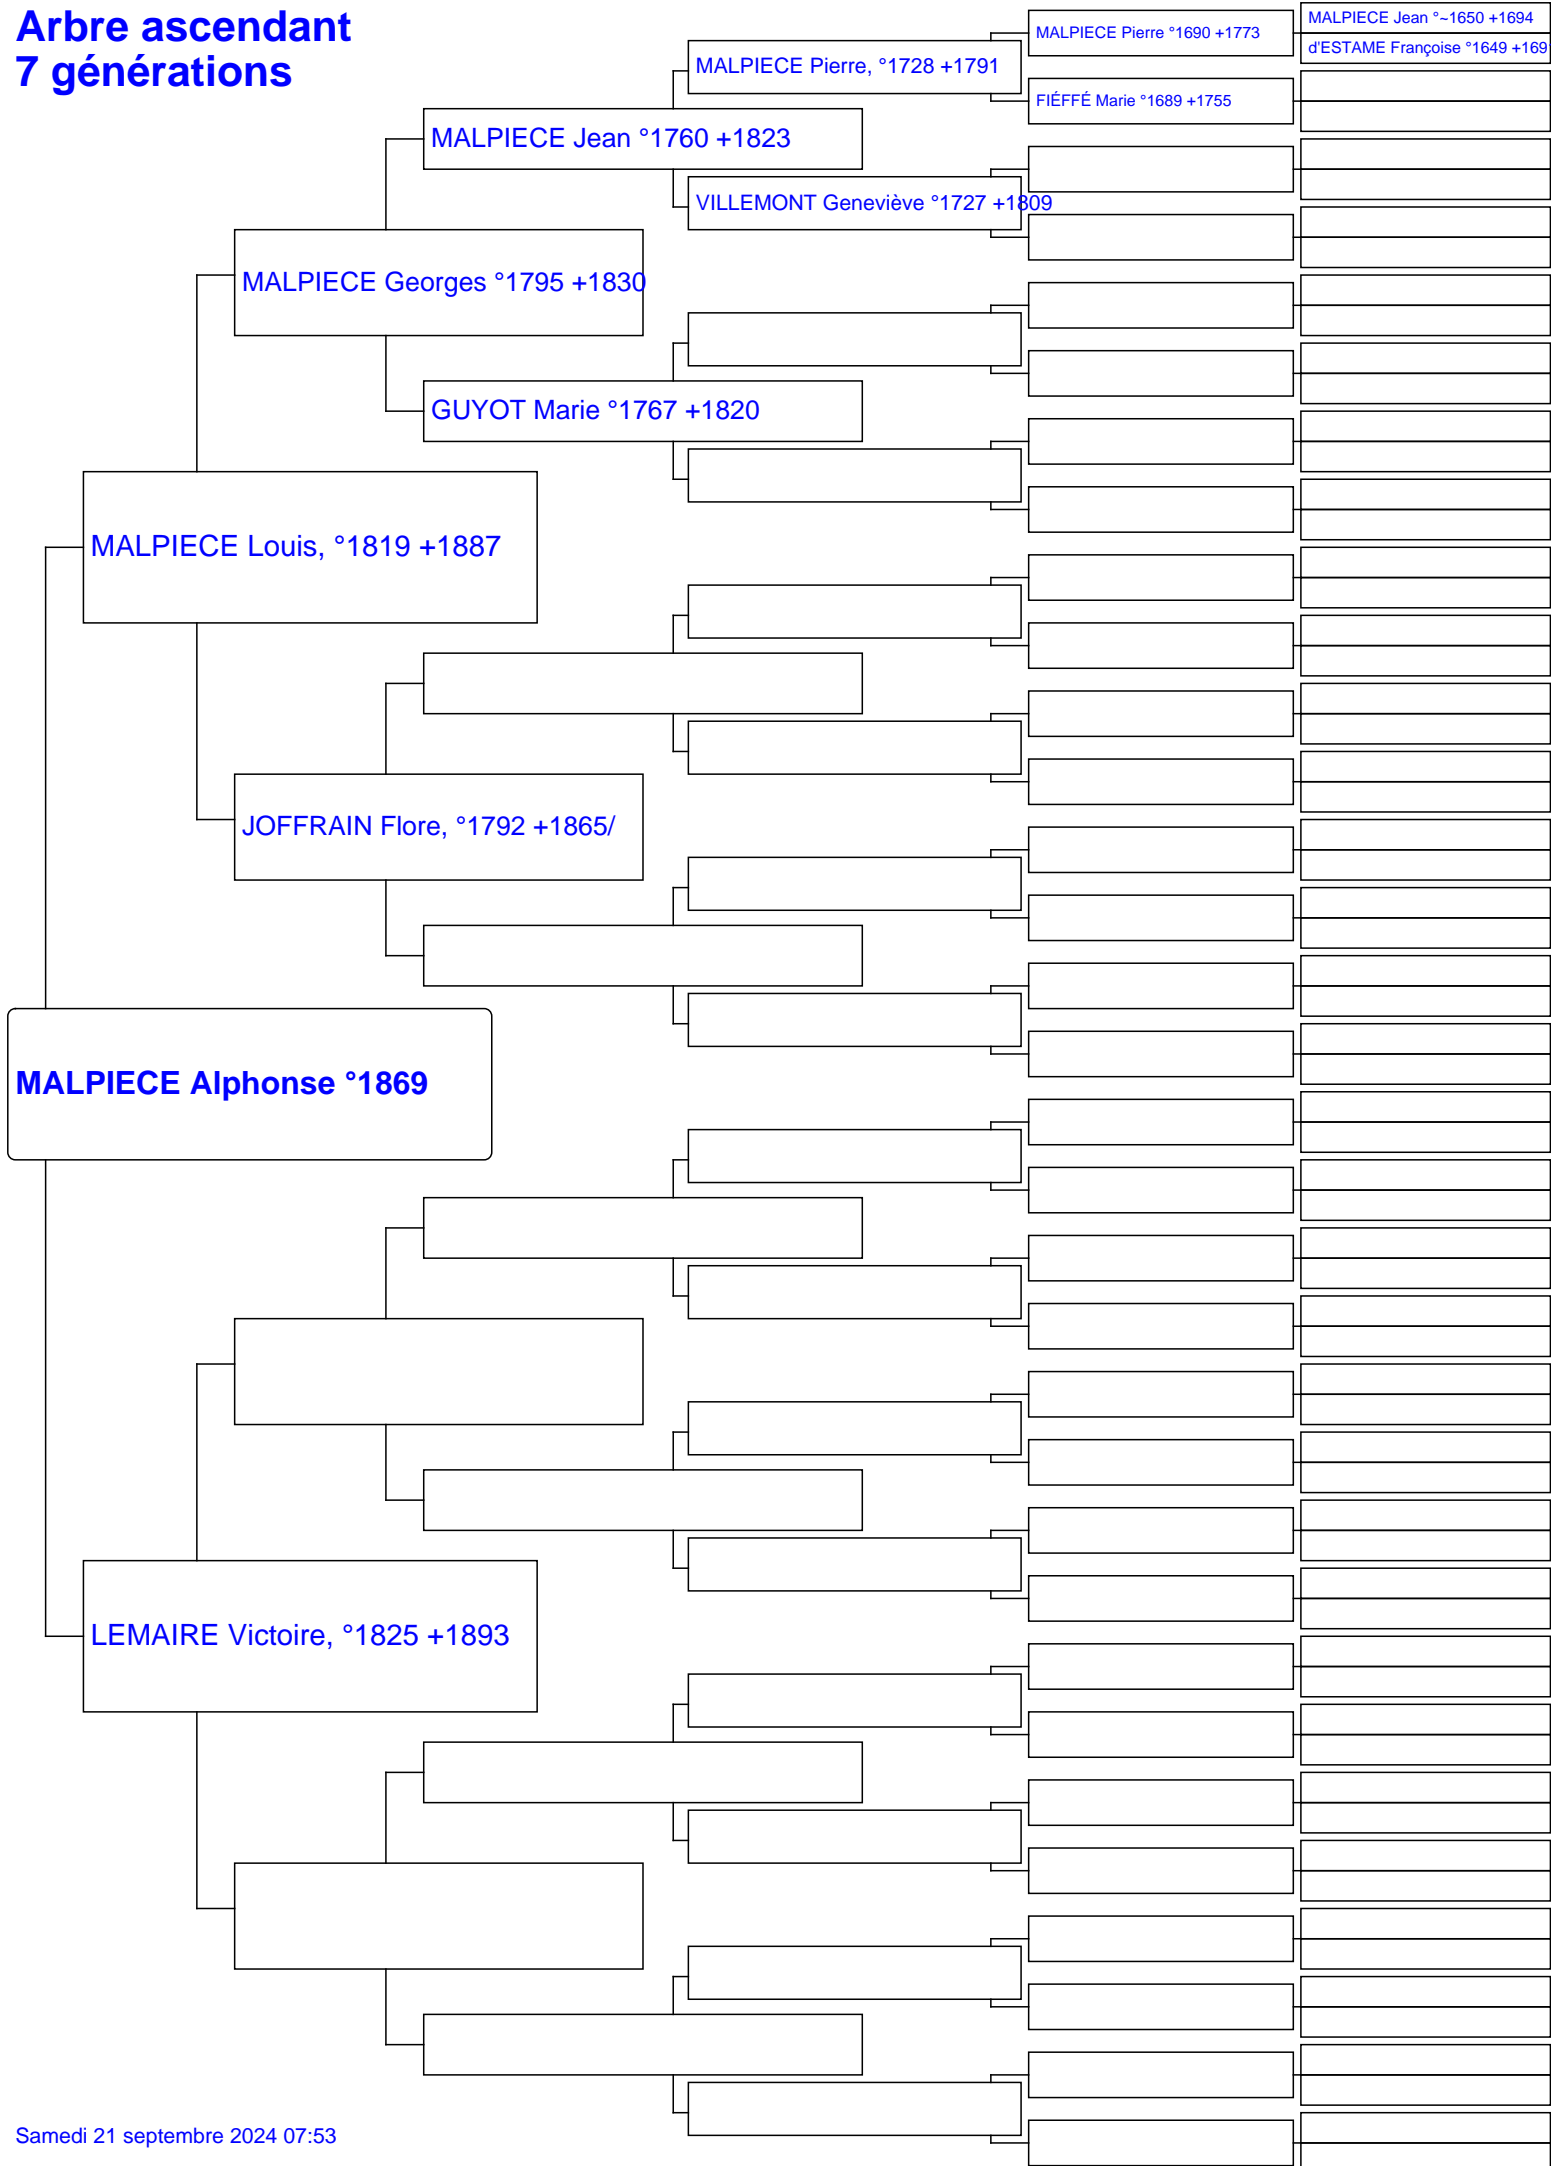 Arbre ascendant
7 générations
MALPIECE Jean °~1650 +1694
MALPIECE Pierre °1690 +1773
d'ESTAME Françoise °1649 +169
MALPIECE Pierre, °1728 +1791
FIÉFFÉ Marie °1689 +1755
MALPIECE Jean °1760 +1823
VILLEMONT Geneviève °1727 +1809
MALPIECE Georges °1795 +1830
GUYOT Marie °1767 +1820
MALPIECE Louis, °1819 +1887
JOFFRAIN Flore, °1792 +1865/
MALPIECE Alphonse °1869
LEMAIRE Victoire, °1825 +1893
Samedi 21 septembre 2024 07:53